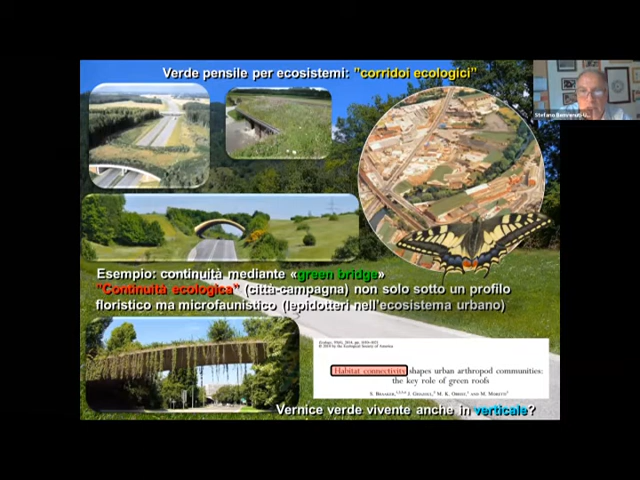 Verde pensile per ecosistemi: "corridoi ecologici"
Esempio: continuità mediante «green bridge»
"Continuità ecologica" (città-campagna) non solo sotto un profilo
floristico ma microfaunistico (lepidotteri nell'ecosistema urbano)
Habitat connectivity shapes urban arthropod communities:
the key role of green roofs
Vernice verde vivente anche in verticale?